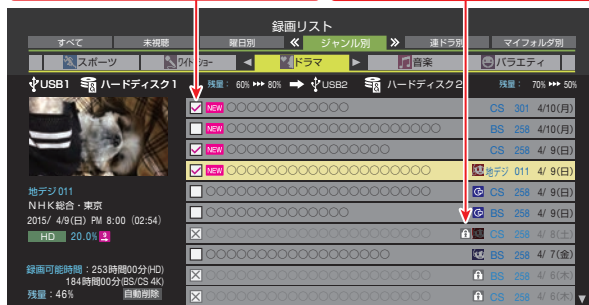 録画リスト
すべて 未視聴 曜日別 ≪ ジャンル別 ≫ 連ドラ別 マイフォルダ別
スポーツ ワイドショー ◀ ドラマ ▶ 音楽 バラエティ
USB1 ハードディスク1 残量： 60% ▸▸▸ 80% ➡ USB2 ハードディスク2 残量： 70% ▸▸▸ 50%
NEW ○○○○○○○○○○○○ CS 301 4/10(月)
NEW ○○○○○○○○○○○○○○○○○○○○○ BS 258 4/10(月)
NEW ○○○○○○○○○○○○○○○○ CS 258 4/ 9(日)
NEW ○○○○○○○○○○○○○○○○○○○○ 地デジ 011 4/ 9(日)
○○○○○○○○○○○○○○○○○○○○ CS 258 4/ 9(日)
○○○○○○○○○○○○ BS 258 4/ 9(日)
○○○○○○○○○○○○○○○○○○○○ CS 258 4/ 8(土)
○○○○○○○○○○○○○○○○○○○○ BS 258 4/ 7(金)
○○○○○○○○○○○○○○○○○○○○ BS 258 4/ 6(木)
○○○○○○○○○○○○○○○○○○○○ CS 258 4/ 6(木)
地デジ 011
NHK総合・東京
2015/ 4/9(日) PM 8:00 (02:54)
HD 20.0%
録画可能時間：253時間00分(HD)
184時間00分(BS/CS 4K)
残量：46% 自動削除